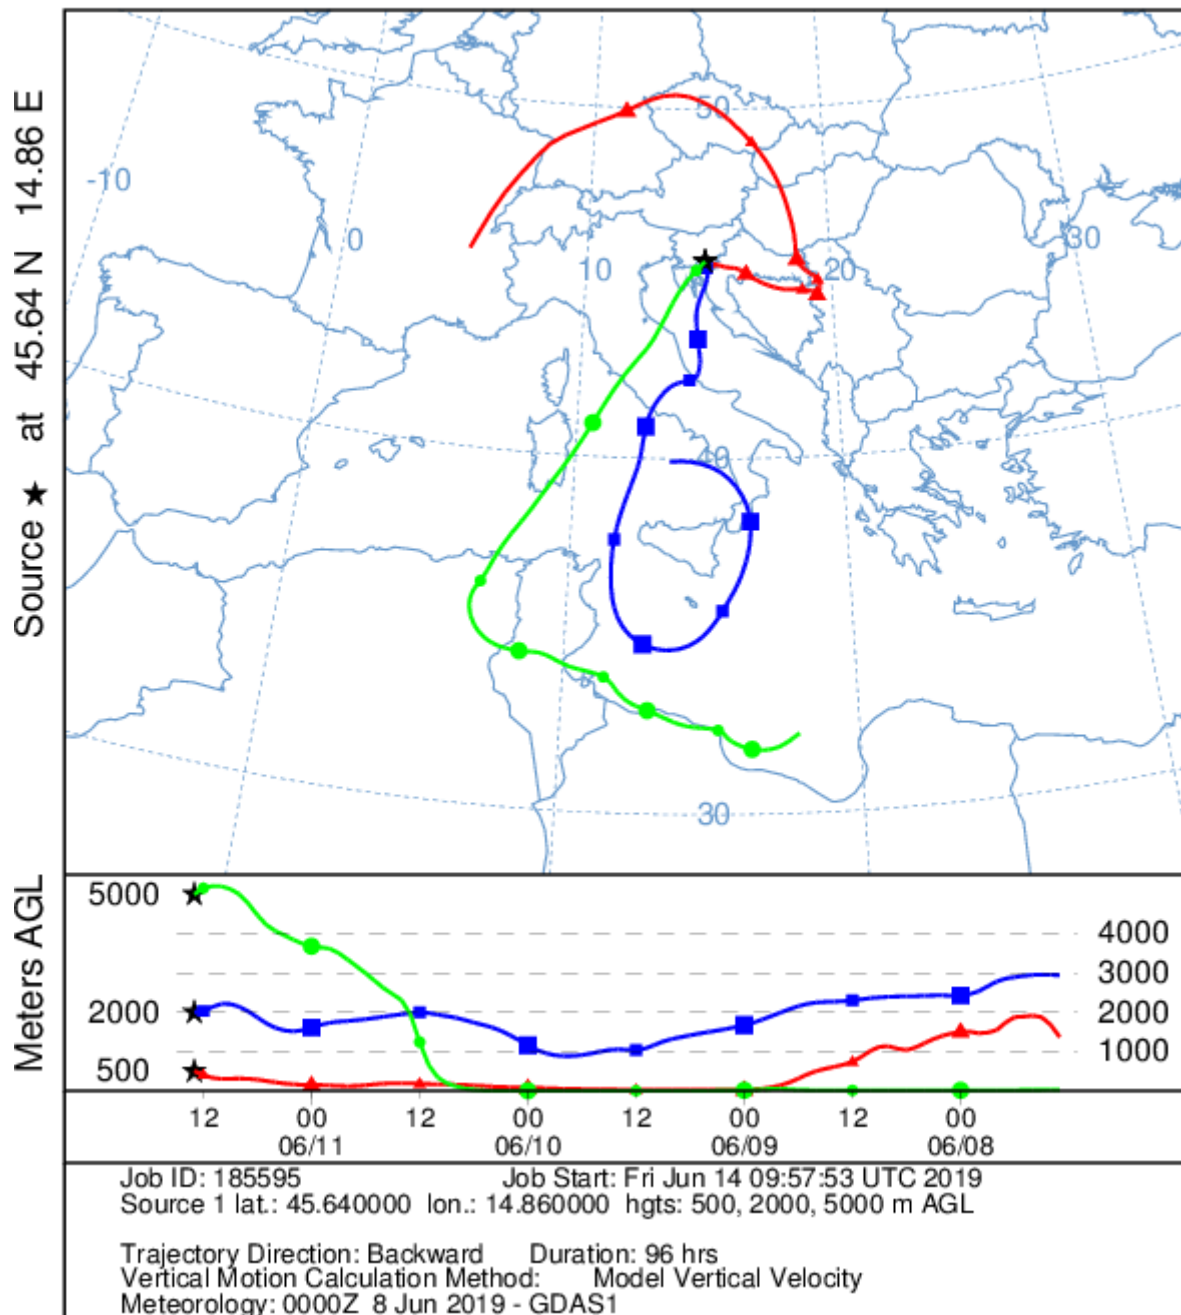 Source ★ at 45.64 N 14.86 E
50
-10
0
10
20
30
40
30
Meters AGL
5000
2000
500
4000
3000
2000
1000
12 00 12 00 12 00 12 00
06/11 06/10 06/09 06/08
Job ID: 185595 Job Start: Fri Jun 14 09:57:53 UTC 2019
Source 1 lat.: 45.640000 lon.: 14.860000 hgts: 500, 2000, 5000 m AGL
Trajectory Direction: Backward Duration: 96 hrs
Vertical Motion Calculation Method: Model Vertical Velocity
Meteorology: 0000Z 8 Jun 2019 - GDAS1